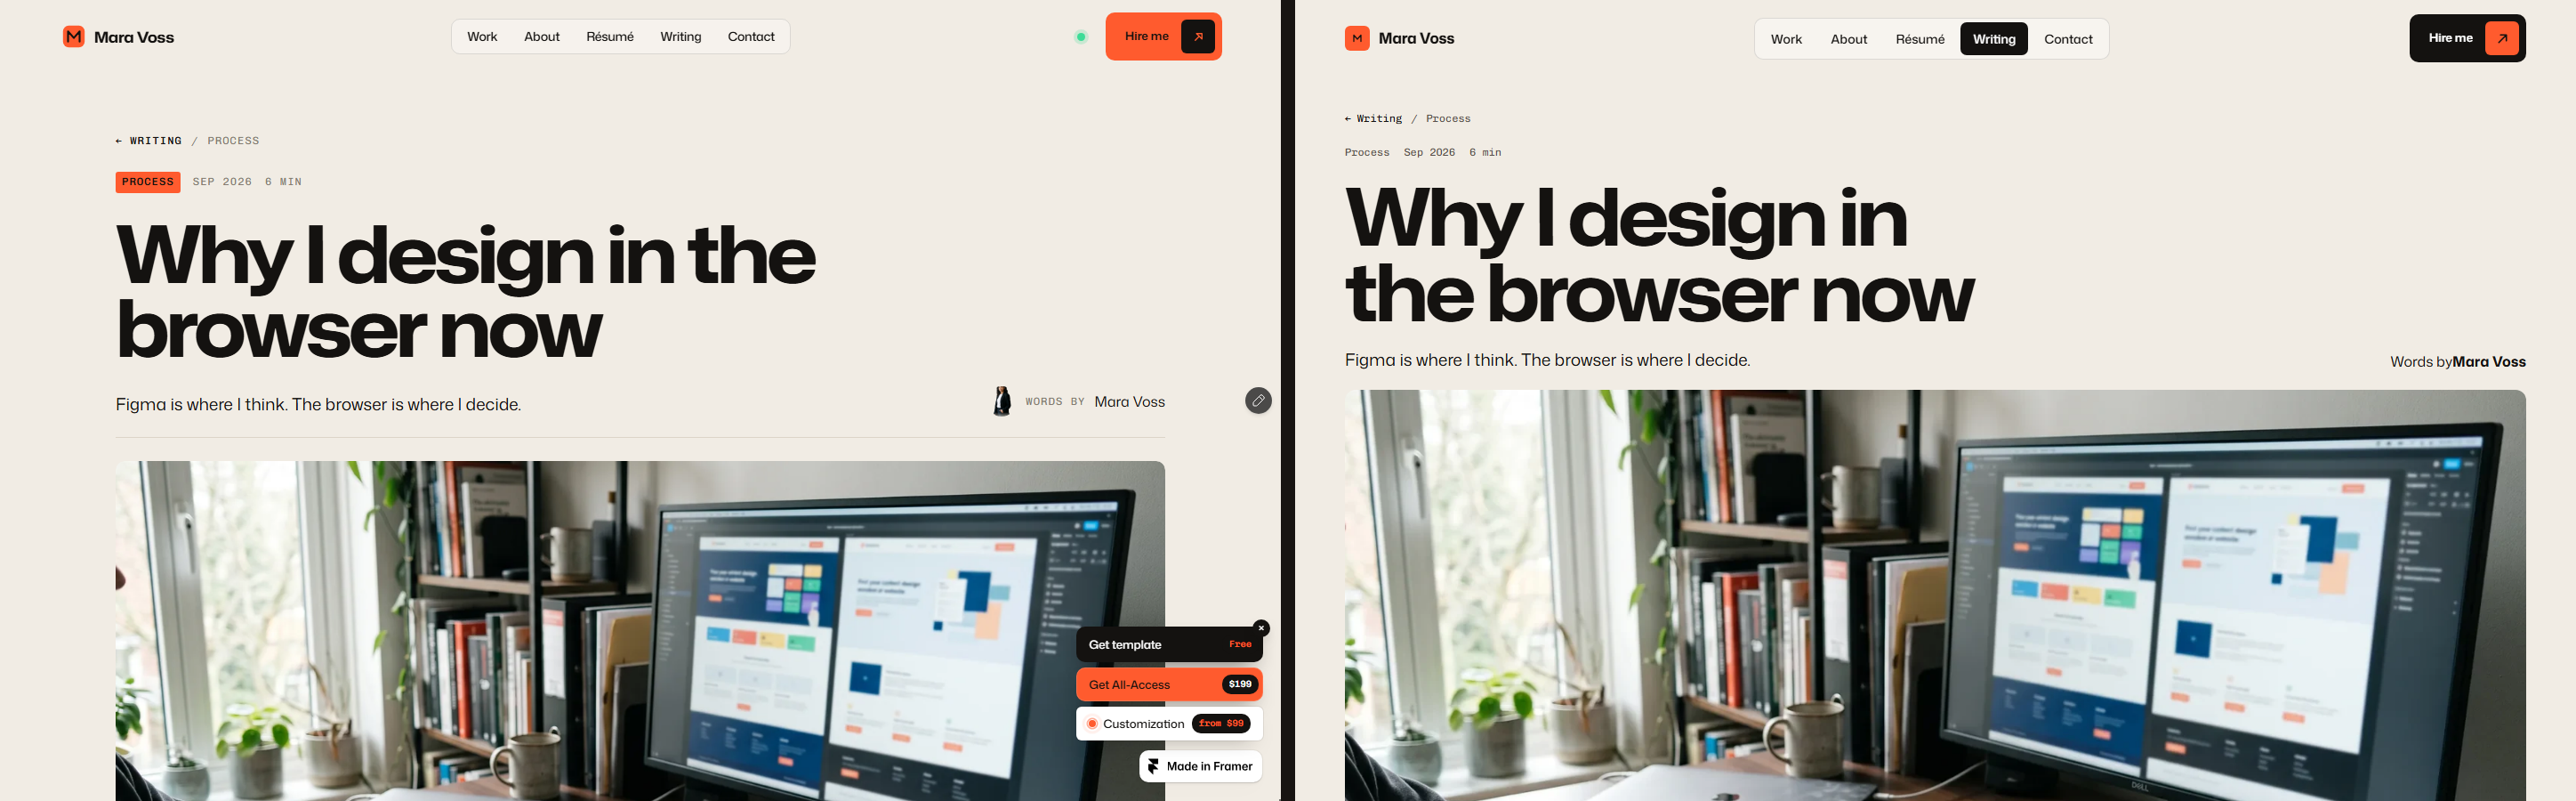 Mara Voss
Work About Résumé Writing Contact
Hire me
← WRITING / PROCESS
PROCESS SEP 2026 6 MIN
Why I design in the
browser now
Figma is where I think. The browser is where I decide.
WORDS BY Mara Voss
Get template Free
Get All-Access $199
Customization from $99
Made in Framer
Mara Voss
Work About Résumé Writing Contact
Hire me
← Writing / Process
Process Sep 2026 6 min
Why I design in
the browser now
Figma is where I think. The browser is where I decide.
Words byMara Voss
DELL